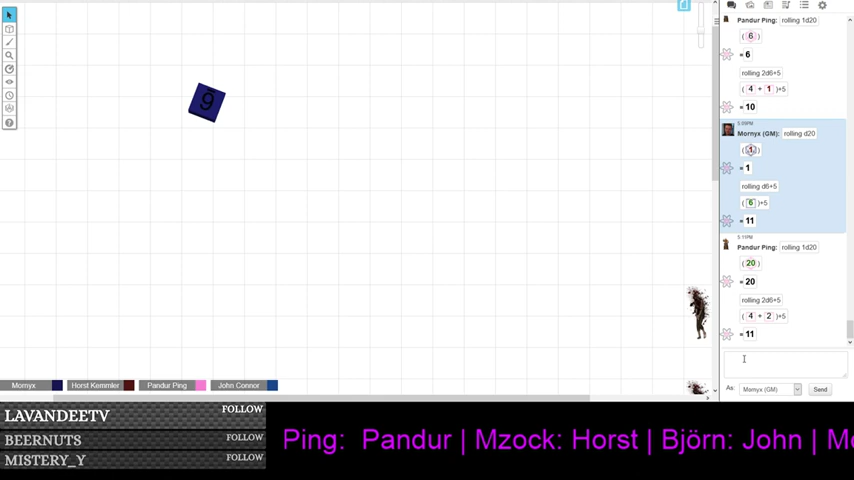 Pandur Ping: rolling 1d20
( 6 )
= 6
rolling 2d6+5
( 4 + 1 )+5
= 10
5:09PM
Mornyx (GM): rolling d20
( 1 )
= 1
rolling d6+5
( 6 )+5
= 11
5:11PM
Pandur Ping: rolling 1d20
( 20 )
= 20
rolling 2d6+5
( 4 + 2 )+5
= 11
As: Mornyx (GM) Send
9
Mornyx Horst Kemmler Pandur Ping John Connor
LAVANDEETV FOLLOW
BEERNUTS FOLLOW
MISTERY_Y FOLLOW
Ping: Pandur | Mzock: Horst | Björn: John | Mo